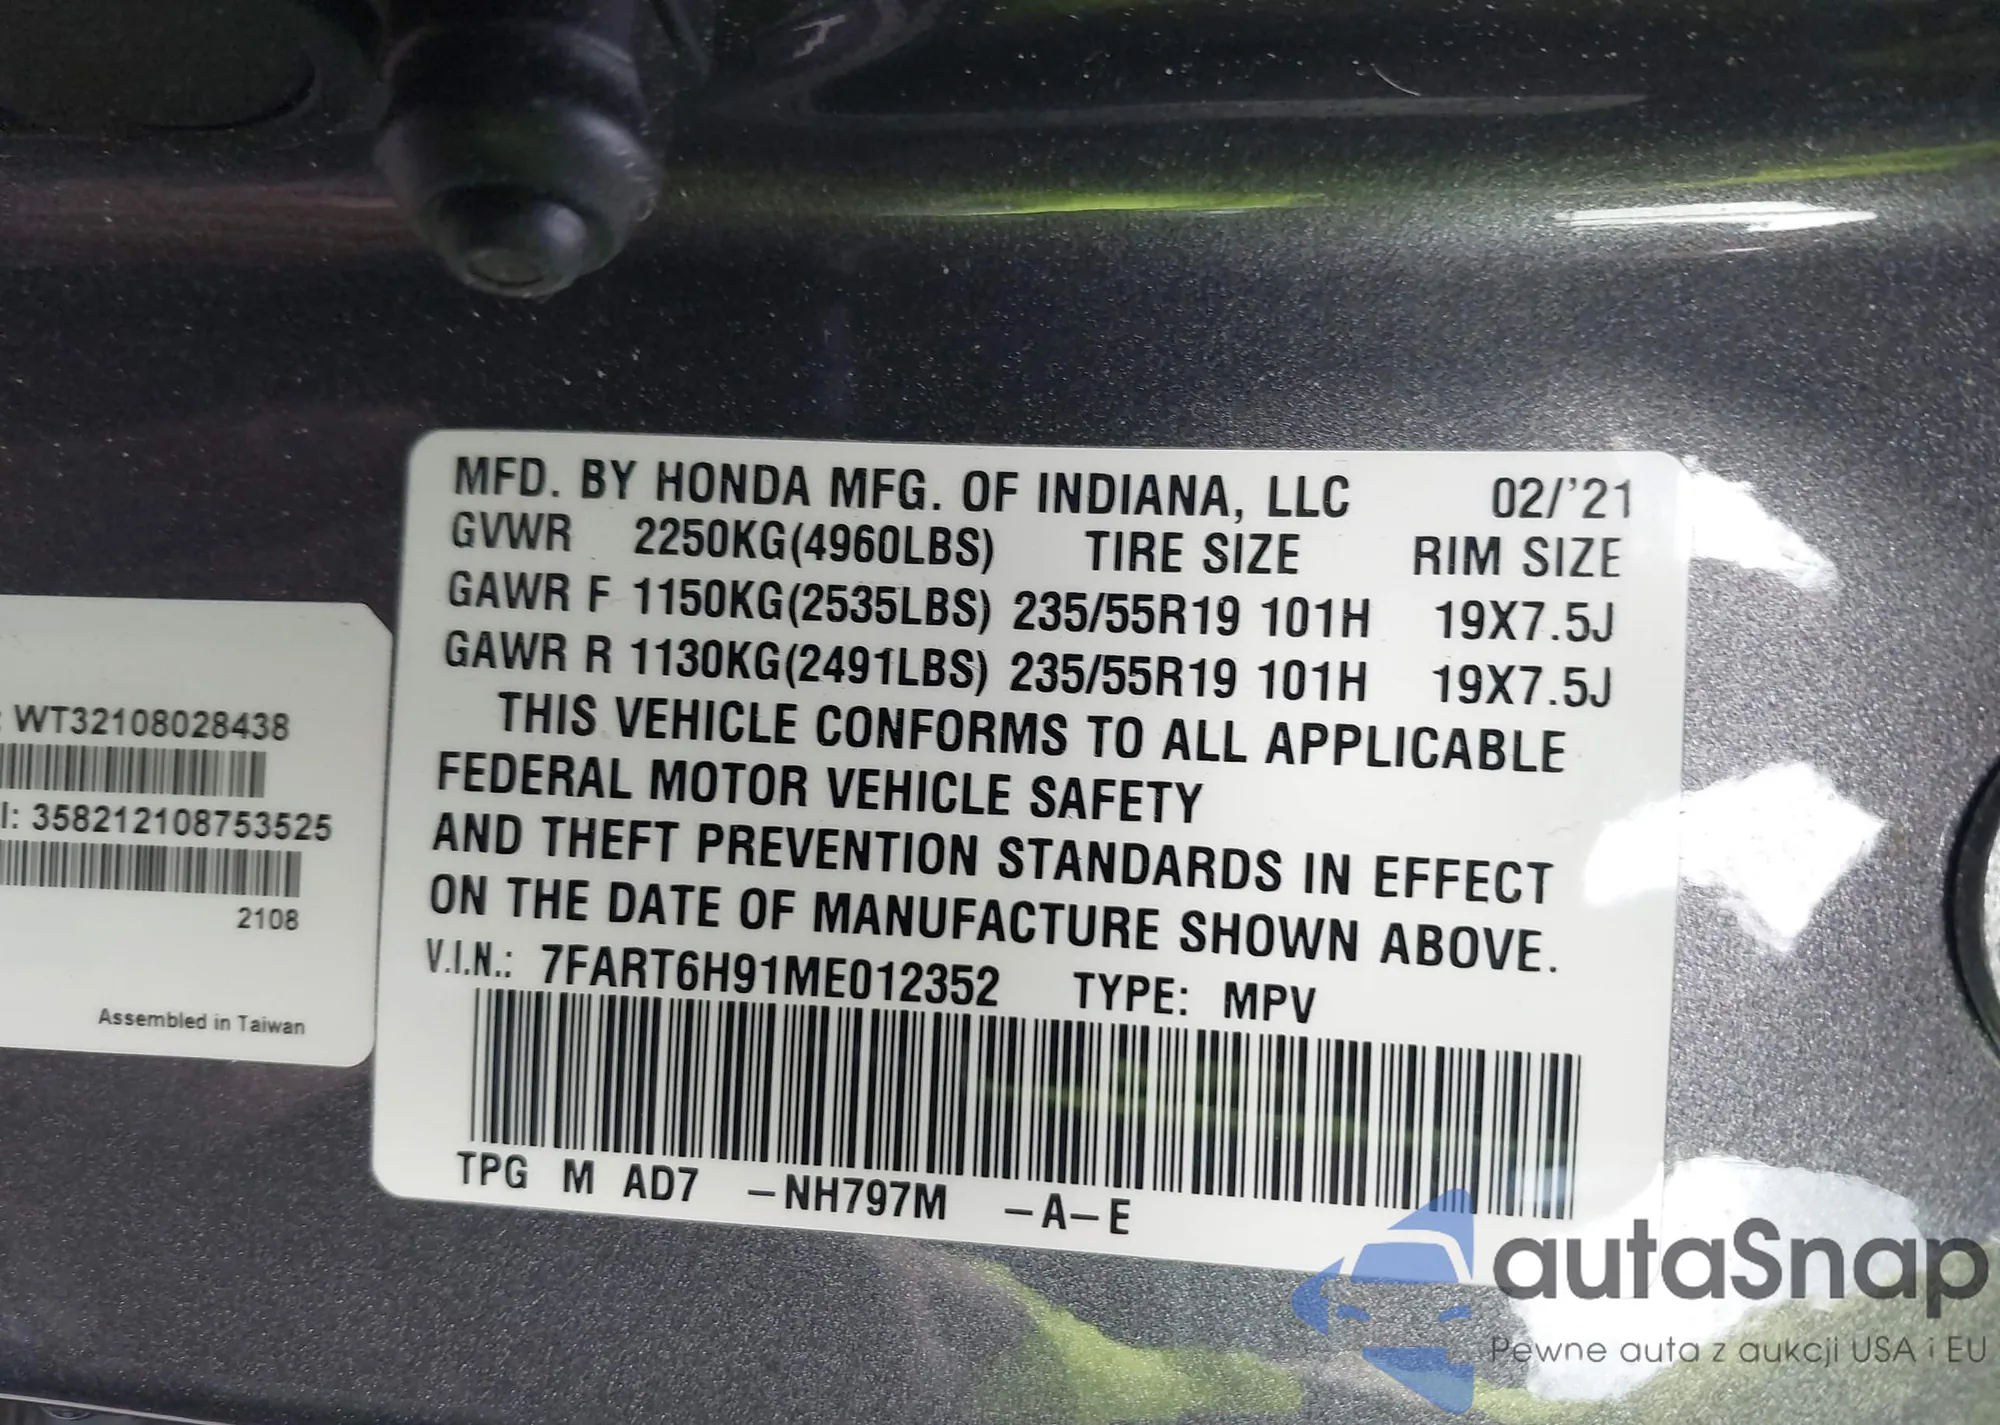 MFD. BY HONDA MFG. OF INDIANA, LLC 02/'21
GVWR 2250KG(4960LBS) TIRE SIZE RIM SIZE
GAWR F 1150KG(2535LBS) 235/55R19 101H 19X7.5J
GAWR R 1130KG(2491LBS) 235/55R19 101H 19X7.5J
THIS VEHICLE CONFORMS TO ALL APPLICABLE
FEDERAL MOTOR VEHICLE SAFETY
AND THEFT PREVENTION STANDARDS IN EFFECT
ON THE DATE OF MANUFACTURE SHOWN ABOVE.
V.I.N.: 7FART6H91ME012352 TYPE: MPV
TPG M AD7 -NH797M -A-E
: WT32108028438
I: 358212108753525
2108
Assembled in Taiwan
autaSnap
Pewne auta z aukcji USA i EU